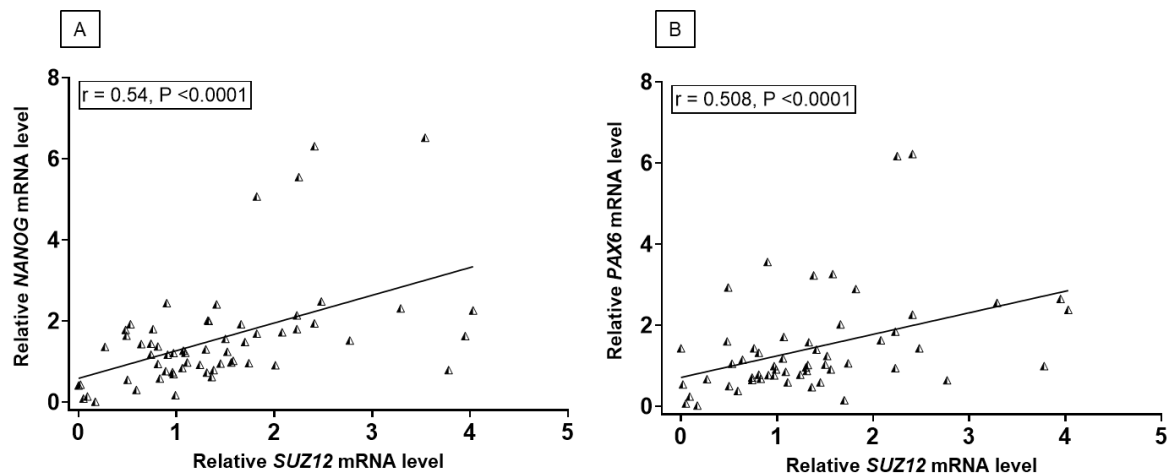 A
r = 0.54, P <0.0001
Relative NANOG mRNA level
8
6
4
2
0
0 1 2 3 4 5
Relative SUZ12 mRNA level
B
r = 0.508, P <0.0001
Relative PAX6 mRNA level
8
6
4
2
0
0 1 2 3 4 5
Relative SUZ12 mRNA level